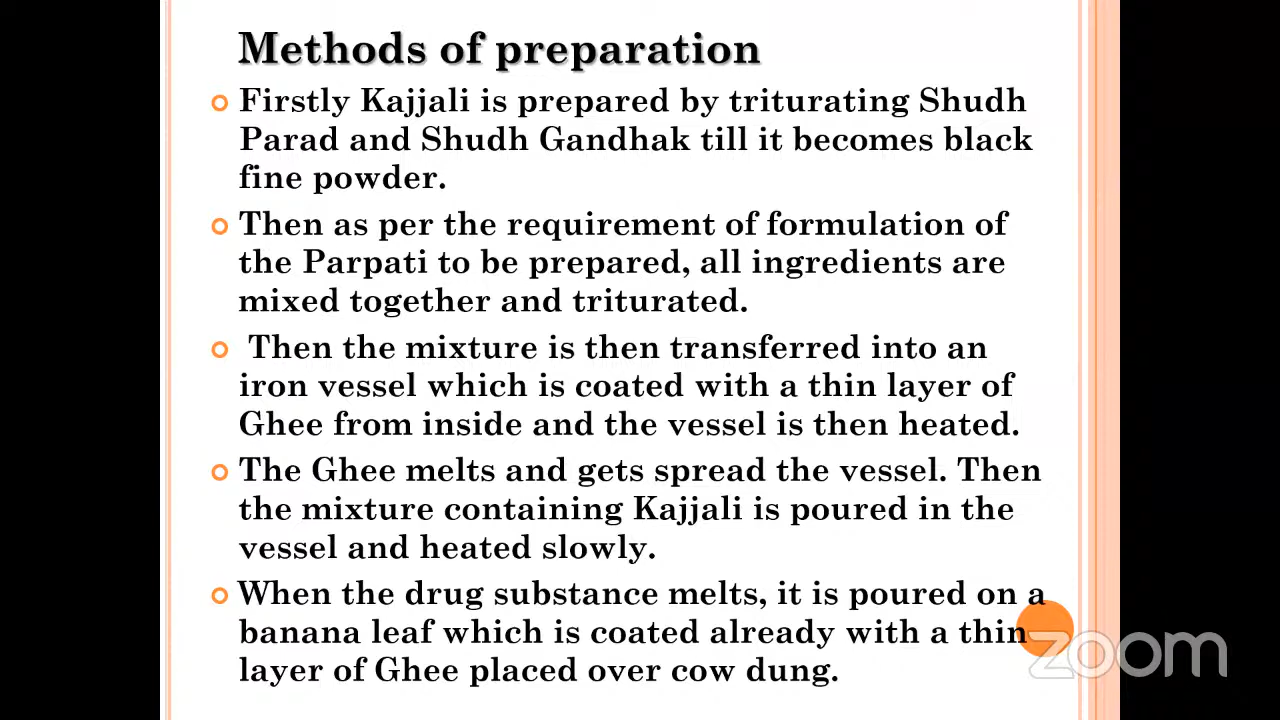 Methods of preparation
Firstly Kajjali is prepared by triturating Shudh
Parad and Shudh Gandhak till it becomes black
fine powder.
Then as per the requirement of formulation of
the Parpati to be prepared, all ingredients are
mixed together and triturated.
Then the mixture is then transferred into an
iron vessel which is coated with a thin layer of
Ghee from inside and the vessel is then heated.
The Ghee melts and gets spread the vessel. Then
the mixture containing Kajjali is poured in the
vessel and heated slowly.
When the drug substance melts, it is poured on a
banana leaf which is coated already with a thin
layer of Ghee placed over cow dung.
zoom